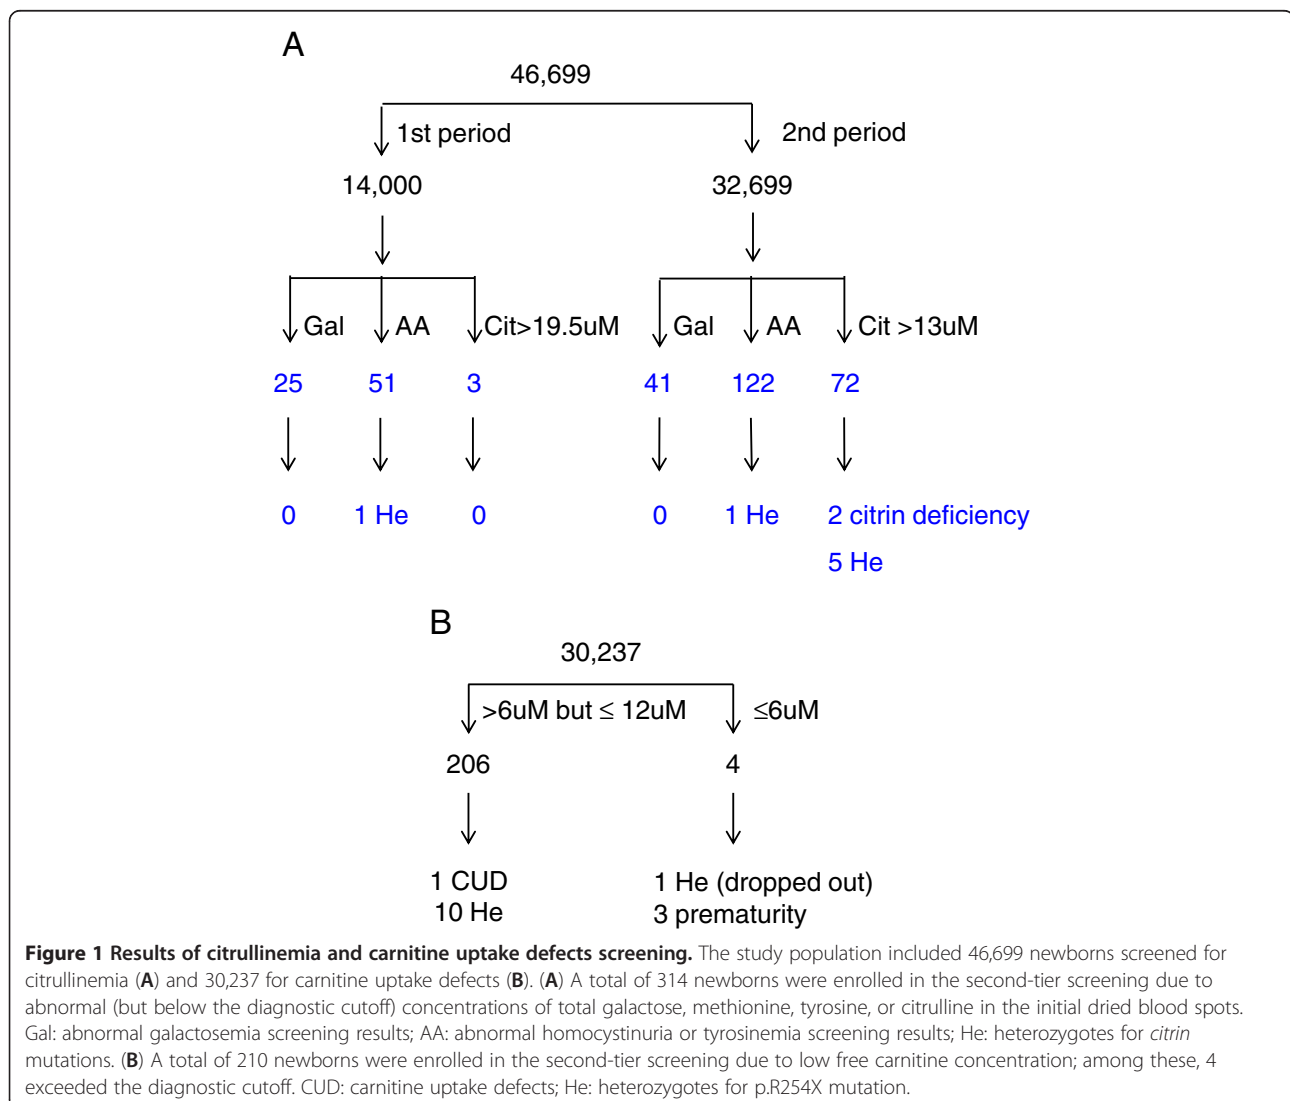 A
46,699
1st period
2nd period
14,000
32,699
Gal AA Cit>19.5uM Gal AA Cit >13uM
25 51 3 41 122 72
0 1 He 0 0 1 He 2 citrin deficiency
5 He
B
30,237
>6uM but ≤ 12uM ≤6uM
206 4
1 CUD 1 He (dropped out)
10 He 3 prematurity
Figure 1 Results of citrullinemia and carnitine uptake defects screening. The study population included 46,699 newborns screened for
citrullinemia (A) and 30,237 for carnitine uptake defects (B). (A) A total of 314 newborns were enrolled in the second-tier screening due to
abnormal (but below the diagnostic cutoff) concentrations of total galactose, methionine, tyrosine, or citrulline in the initial dried blood spots.
Gal: abnormal galactosemia screening results; AA: abnormal homocystinuria or tyrosinemia screening results; He: heterozygotes for citrin
mutations. (B) A total of 210 newborns were enrolled in the second-tier screening due to low free carnitine concentration; among these, 4
exceeded the diagnostic cutoff. CUD: carnitine uptake defects; He: heterozygotes for p.R254X mutation.